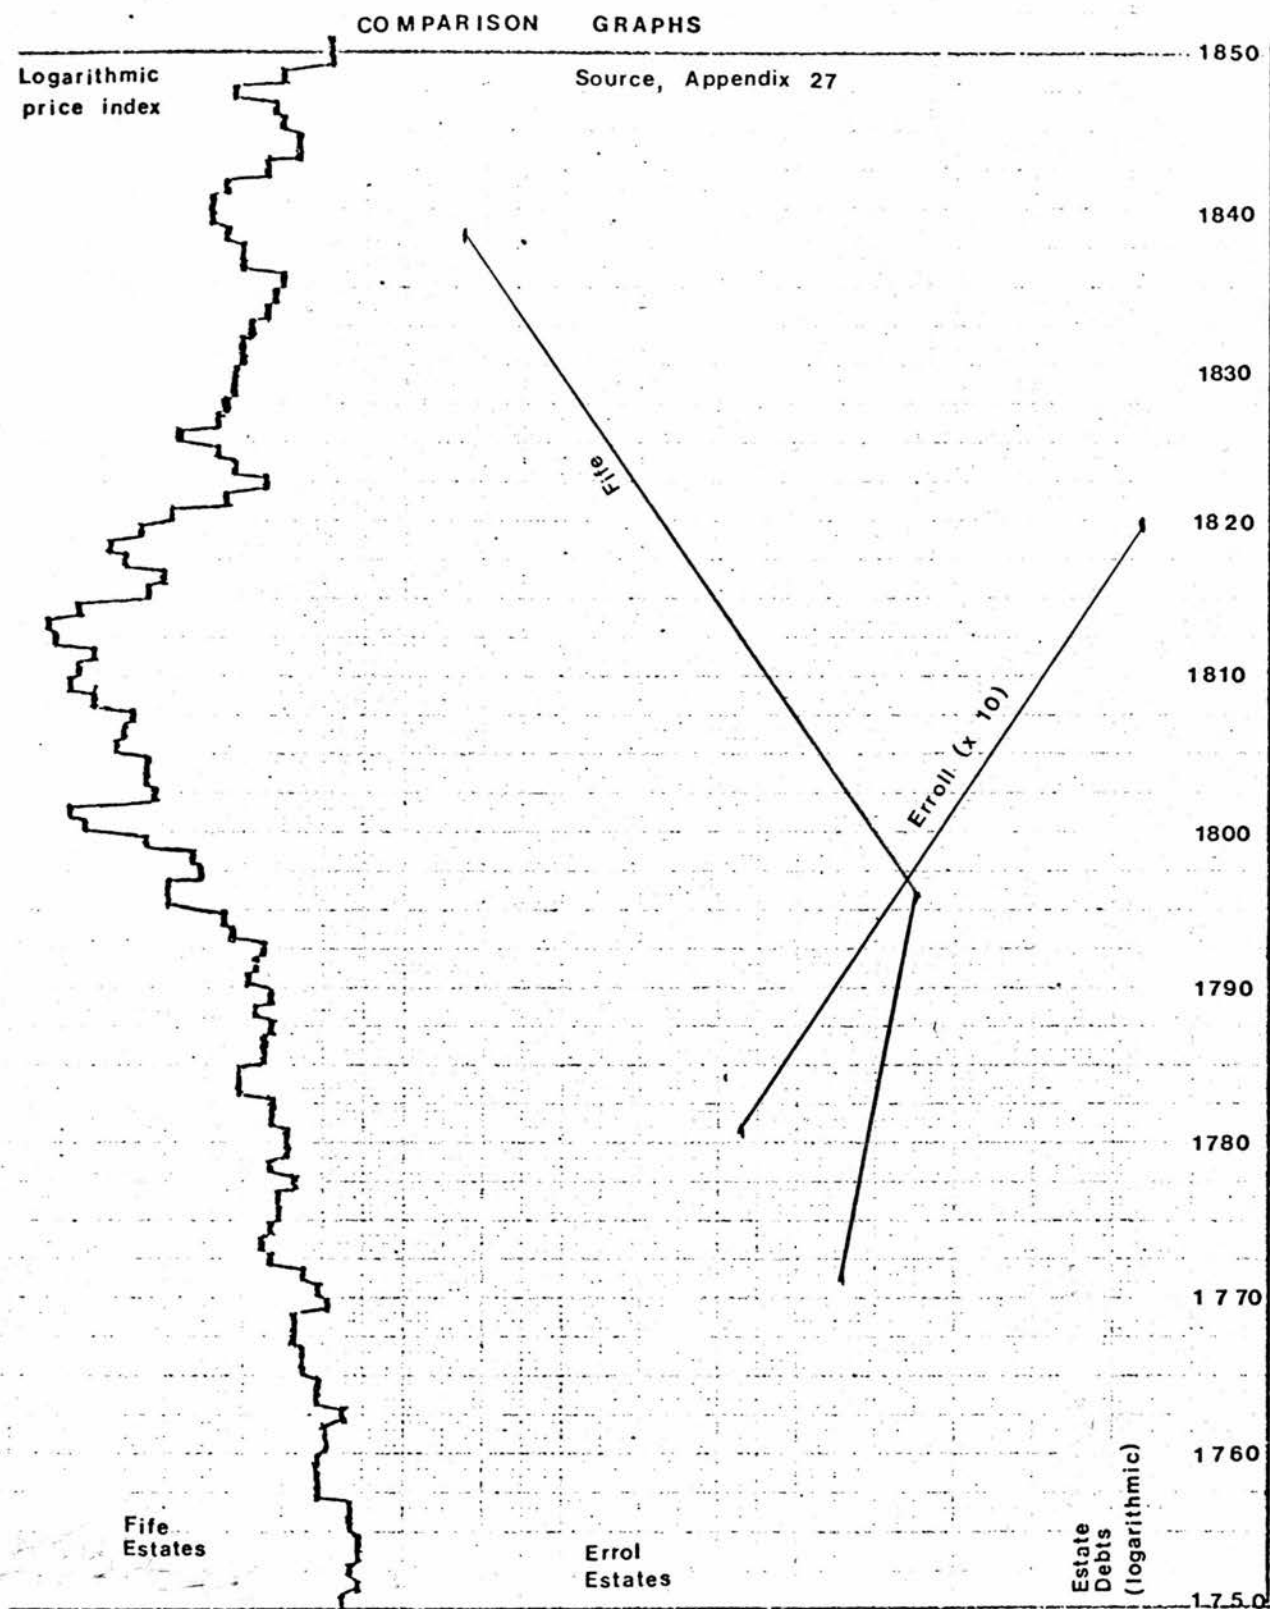 COMPARISON GRAPHS
Logarithmic
price index
Source, Appendix 27
1850
1840
1830
Fife
1820
1810
Erroll (x 10)
1800
1790
1780
1770
1760
Fife
Estates
Errol
Estates
Estate
Debts
(logarithmic)
1750